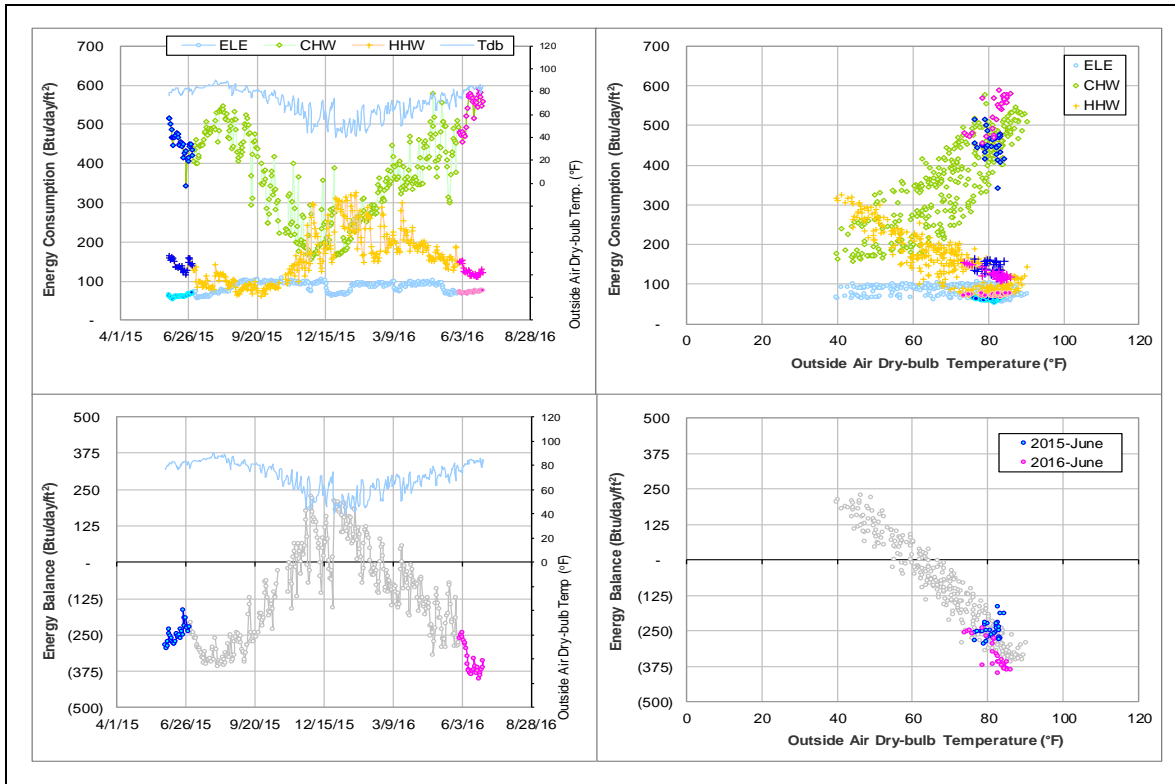 ELE CHW HHW Tdb
Energy Consumption (Btu/day/ft²)
700
600
500
400
300
200
100
-
120
100
80
60
40
20
0
Outside Air Dry-bulb Temp. (°F)
4/1/15 6/26/15 9/20/15 12/15/15 3/9/16 6/3/16 8/28/16
Energy Consumption (Btu/day/ft²)
700
600
500
400
300
200
100
-
ELE
CHW
HHW
0 20 40 60 80 100 120
Outside Air Dry-bulb Temperature (°F)
Energy Balance (Btu/day/ft²)
500
375
250
125
-
(125)
(250)
(375)
(500)
120
100
80
60
40
20
0
Outside Air Dry-bulb Temp (°F)
4/1/15 6/26/15 9/20/15 12/15/15 3/9/16 6/3/16 8/28/16
Energy Balance (Btu/day/ft²)
500
375
250
125
-
(125)
(250)
(375)
(500)
2015-June
2016-June
0 20 40 60 80 100 120
Outside Air Dry-bulb Temperature (°F)